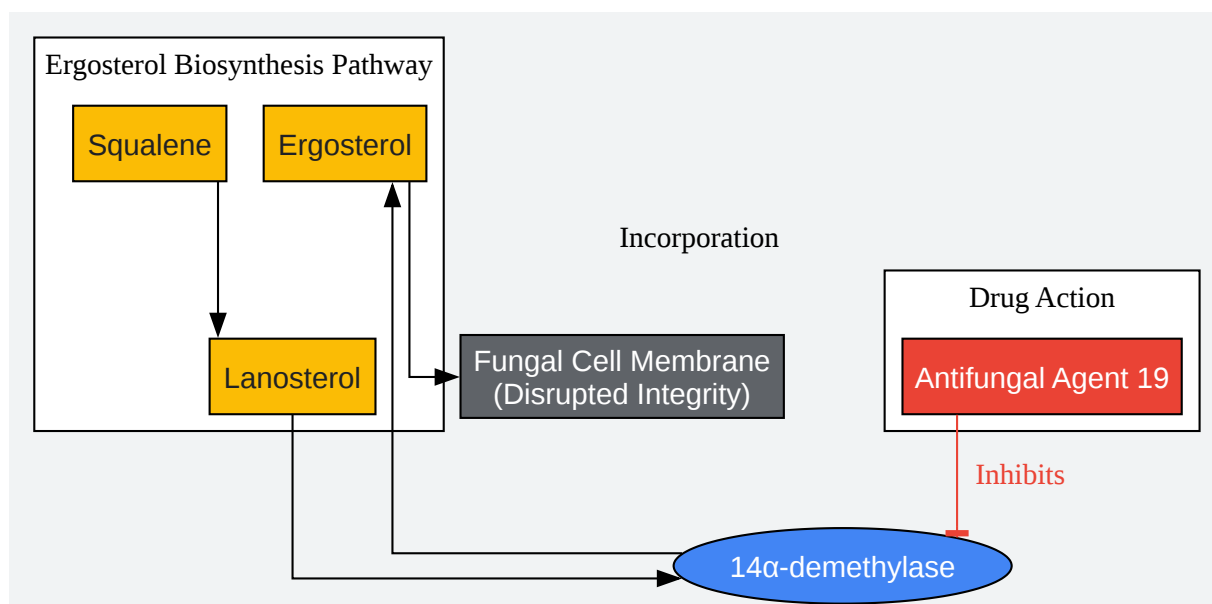 Ergosterol Biosynthesis Pathway
Squalene
Ergosterol
Incorporation
Drug Action
Lanosterol
Fungal Cell Membrane
(Disrupted Integrity)
Antifungal Agent 19
Inhibits
14α-demethylase